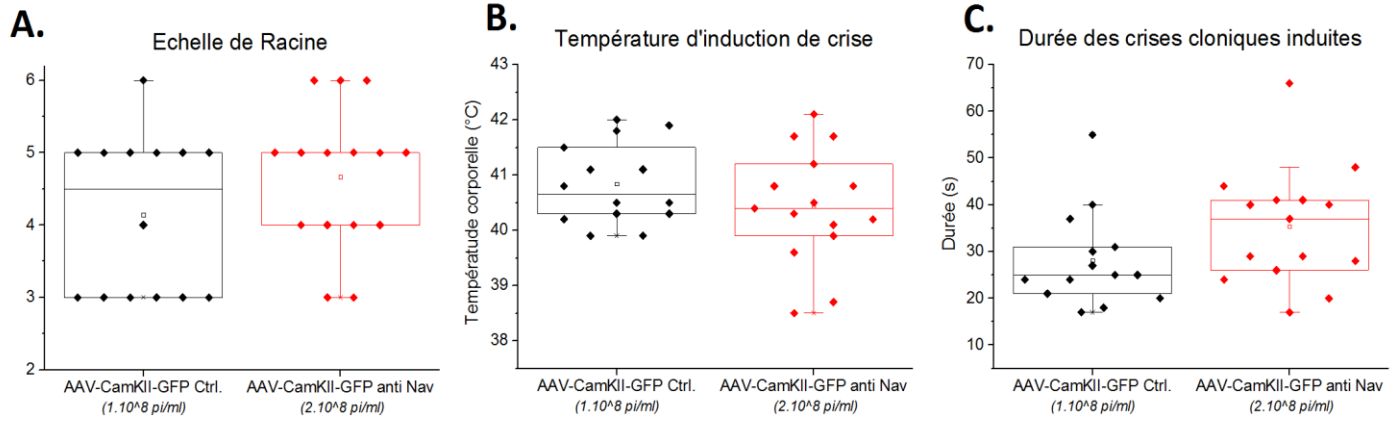 A.
Echelle de Racine
6
5
4
3
2
AAV-CamKII-GFP Ctrl.
(1.10^8 pi/ml)
AAV-CamKII-GFP anti Nav
(2.10^8 pi/ml)
B.
Température d'induction de crise
Températude corporelle (°C)
43
42
41
40
39
38
AAV-CamKII-GFP Ctrl.
(1.10^8 pi/ml)
AAV-CamKII-GFP anti Nav
(2.10^8 pi/ml)
C.
Durée des crises cloniques induites
Durée (s)
70
60
50
40
30
20
10
AAV-CamKII-GFP Ctrl.
(1.10^8 pi/ml)
AAV-CamKII-GFP anti Nav
(2.10^8 pi/ml)